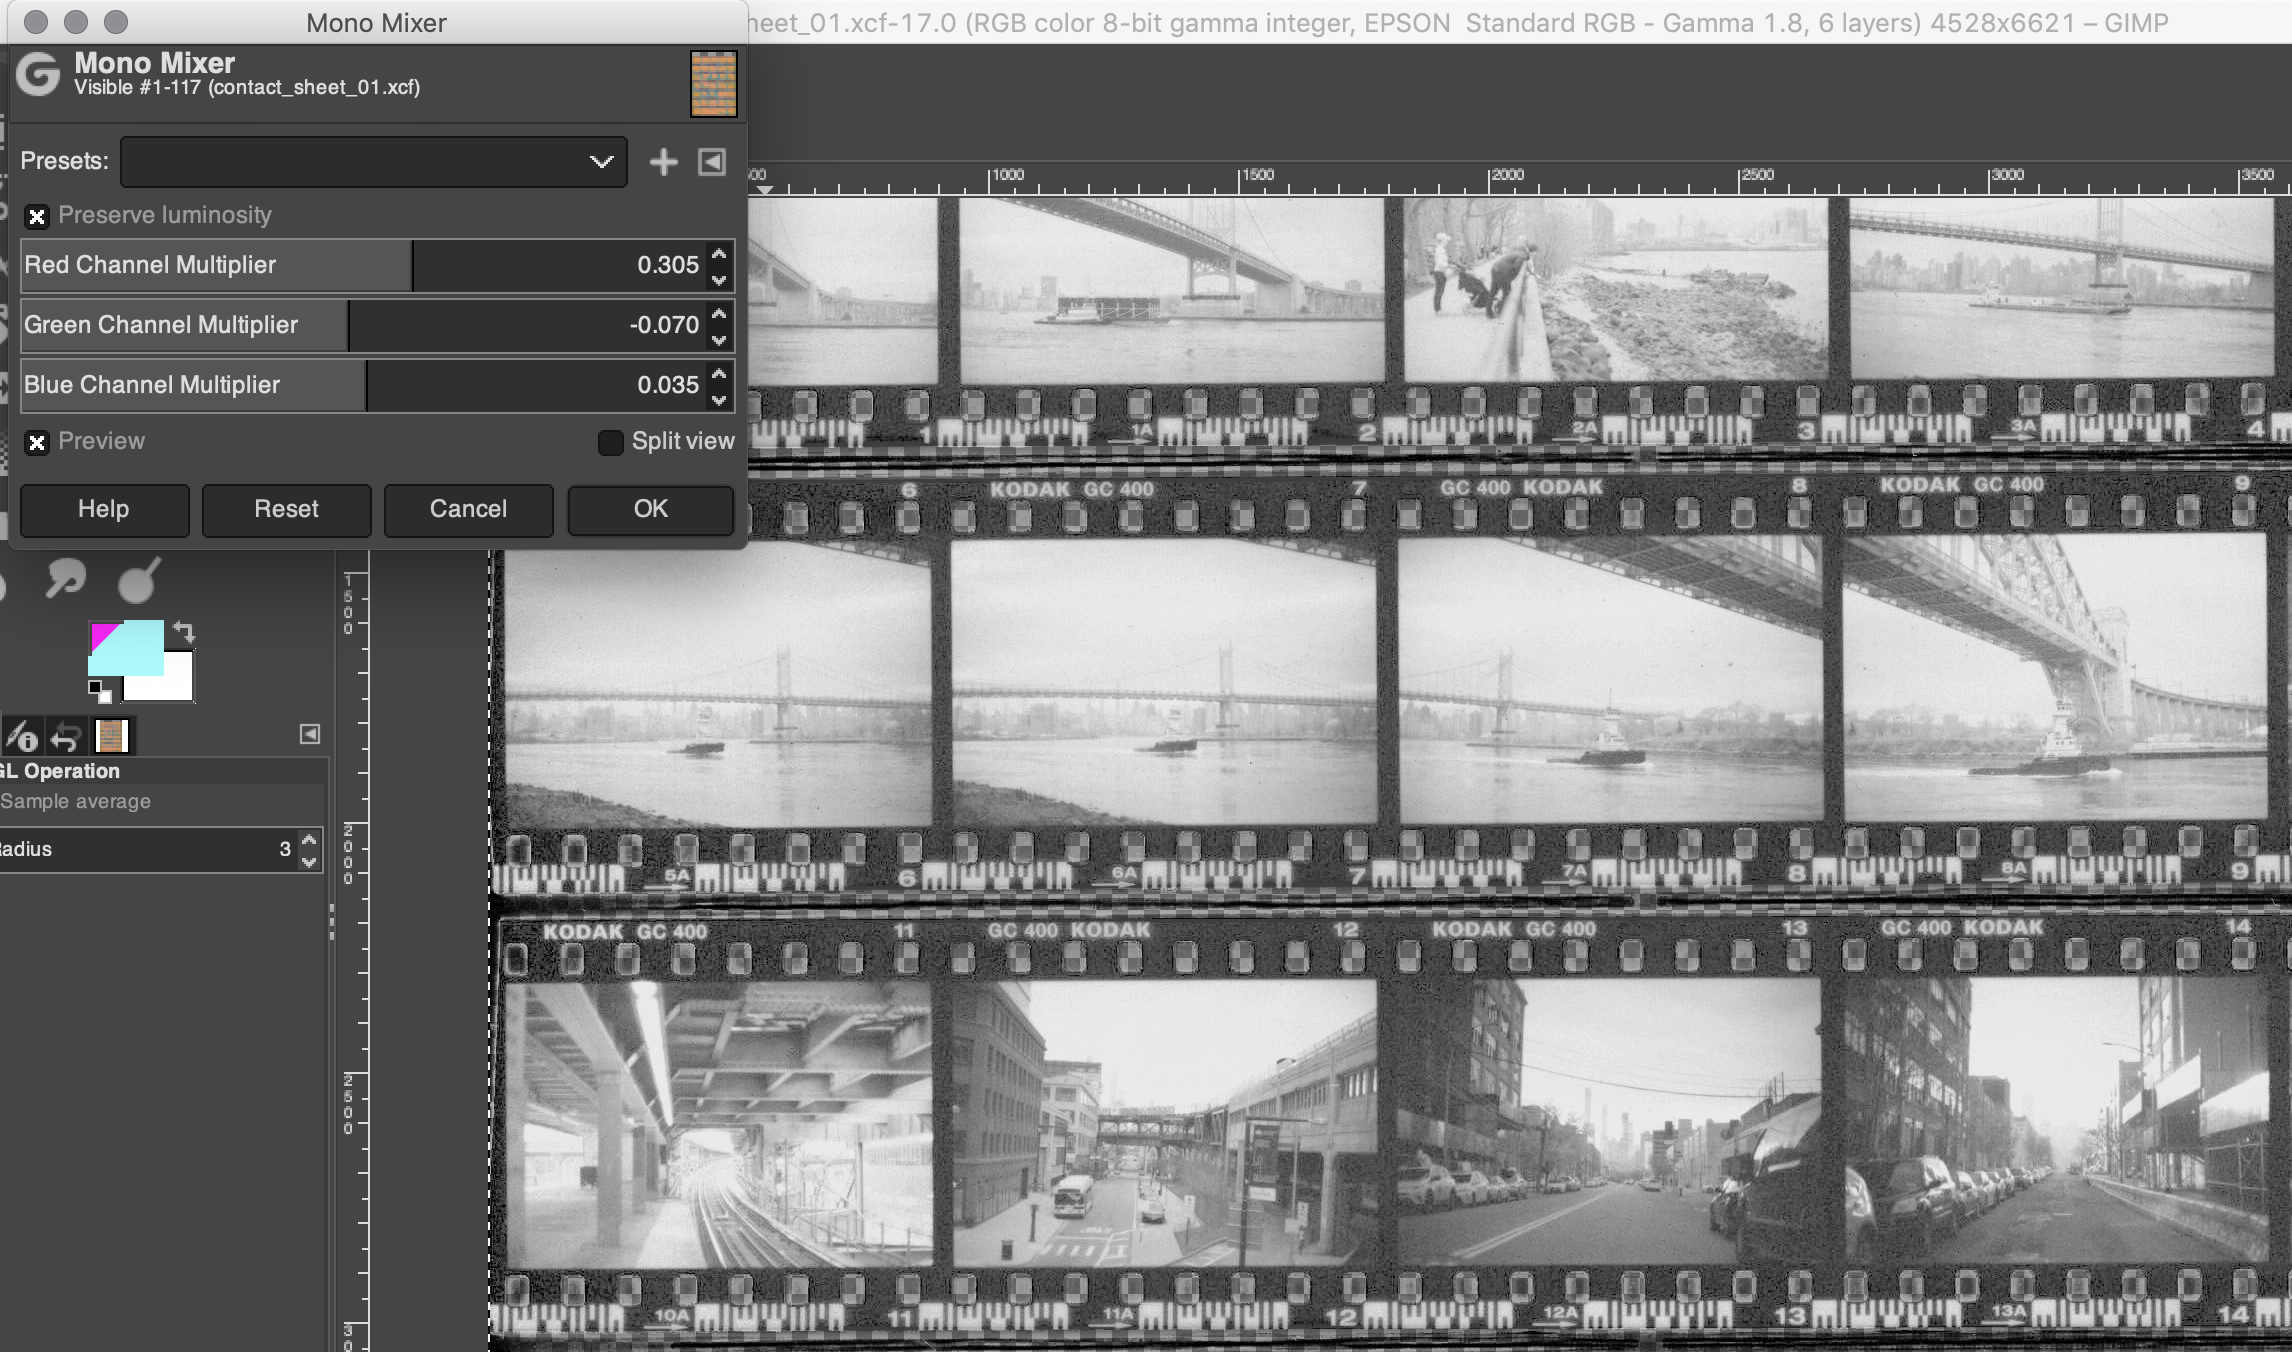 Mono Mixer
heet_01.xcf-17.0 (RGB color 8-bit gamma integer, EPSON  Standard RGB - Gamma 1.8, 6 layers) 4528x6621 – GIMP
Mono Mixer
Visible #1-117 (contact_sheet_01.xcf)
Presets:
Preserve luminosity
Red Channel Multiplier 0.305
Green Channel Multiplier -0.070
Blue Channel Multiplier 0.035
Preview Split view
Help Reset Cancel OK
1000 1500 2000 2500 3000 3500
1 1A 2 2A 3 3A 4
6 KODAK GC 400 7 GC 400 KODAK 8 KODAK GC 400 9
1500
GL Operation
Sample average
Radius 3
2000
5A 6 6A 7 7A 8 8A 9
KODAK GC 400 11 GC 400 KODAK 12 KODAK GC 400 13 GC 400 KODAK 14
2500
10A 11 11A 12 12A 13 13A 14